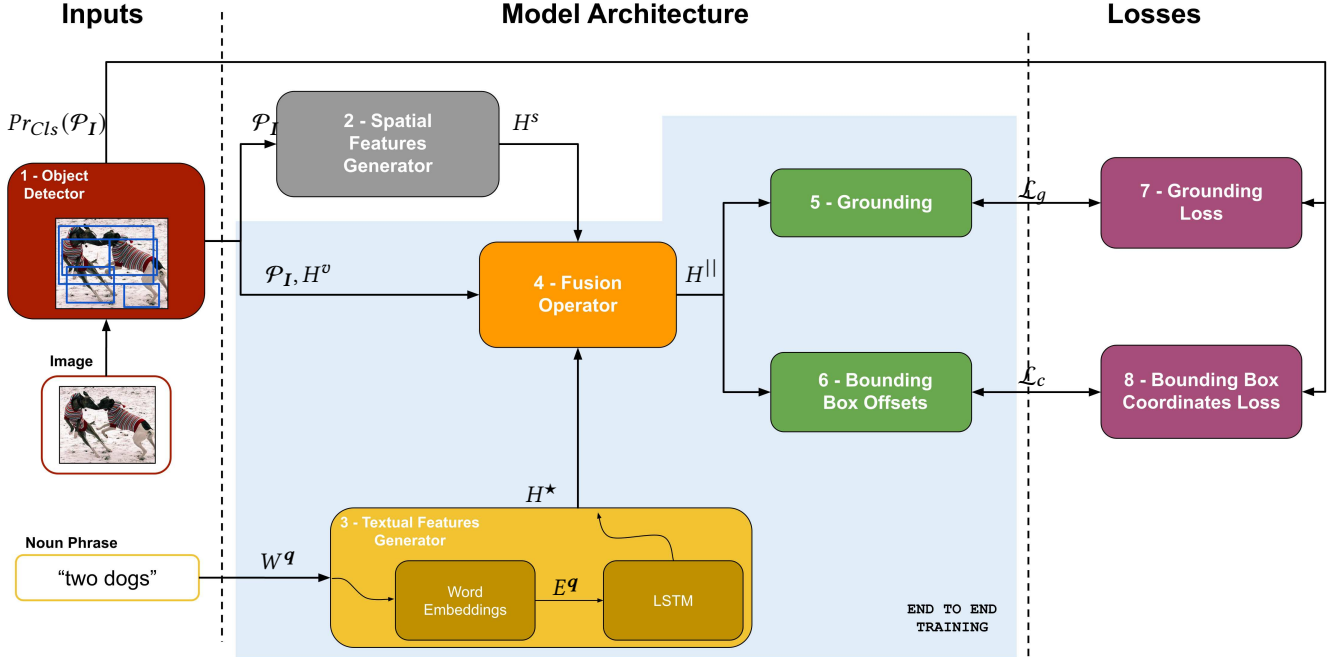 Inputs
Model Architecture
Losses
Pr_{Cls}(𝒫_I)
1 - Object
Detector
Image
Noun Phrase
“two dogs”
𝒫_I
2 - Spatial
Features
Generator
H^s
𝒫_I, H^v
4 - Fusion
Operator
H^{||}
5 - Grounding
6 - Bounding
Box Offsets
ℒ_g
ℒ_c
7 - Grounding
Loss
8 - Bounding Box
Coordinates Loss
H^★
W^q
3 - Textual Features
Generator
Word
Embeddings
E^q
LSTM
END TO END
TRAINING